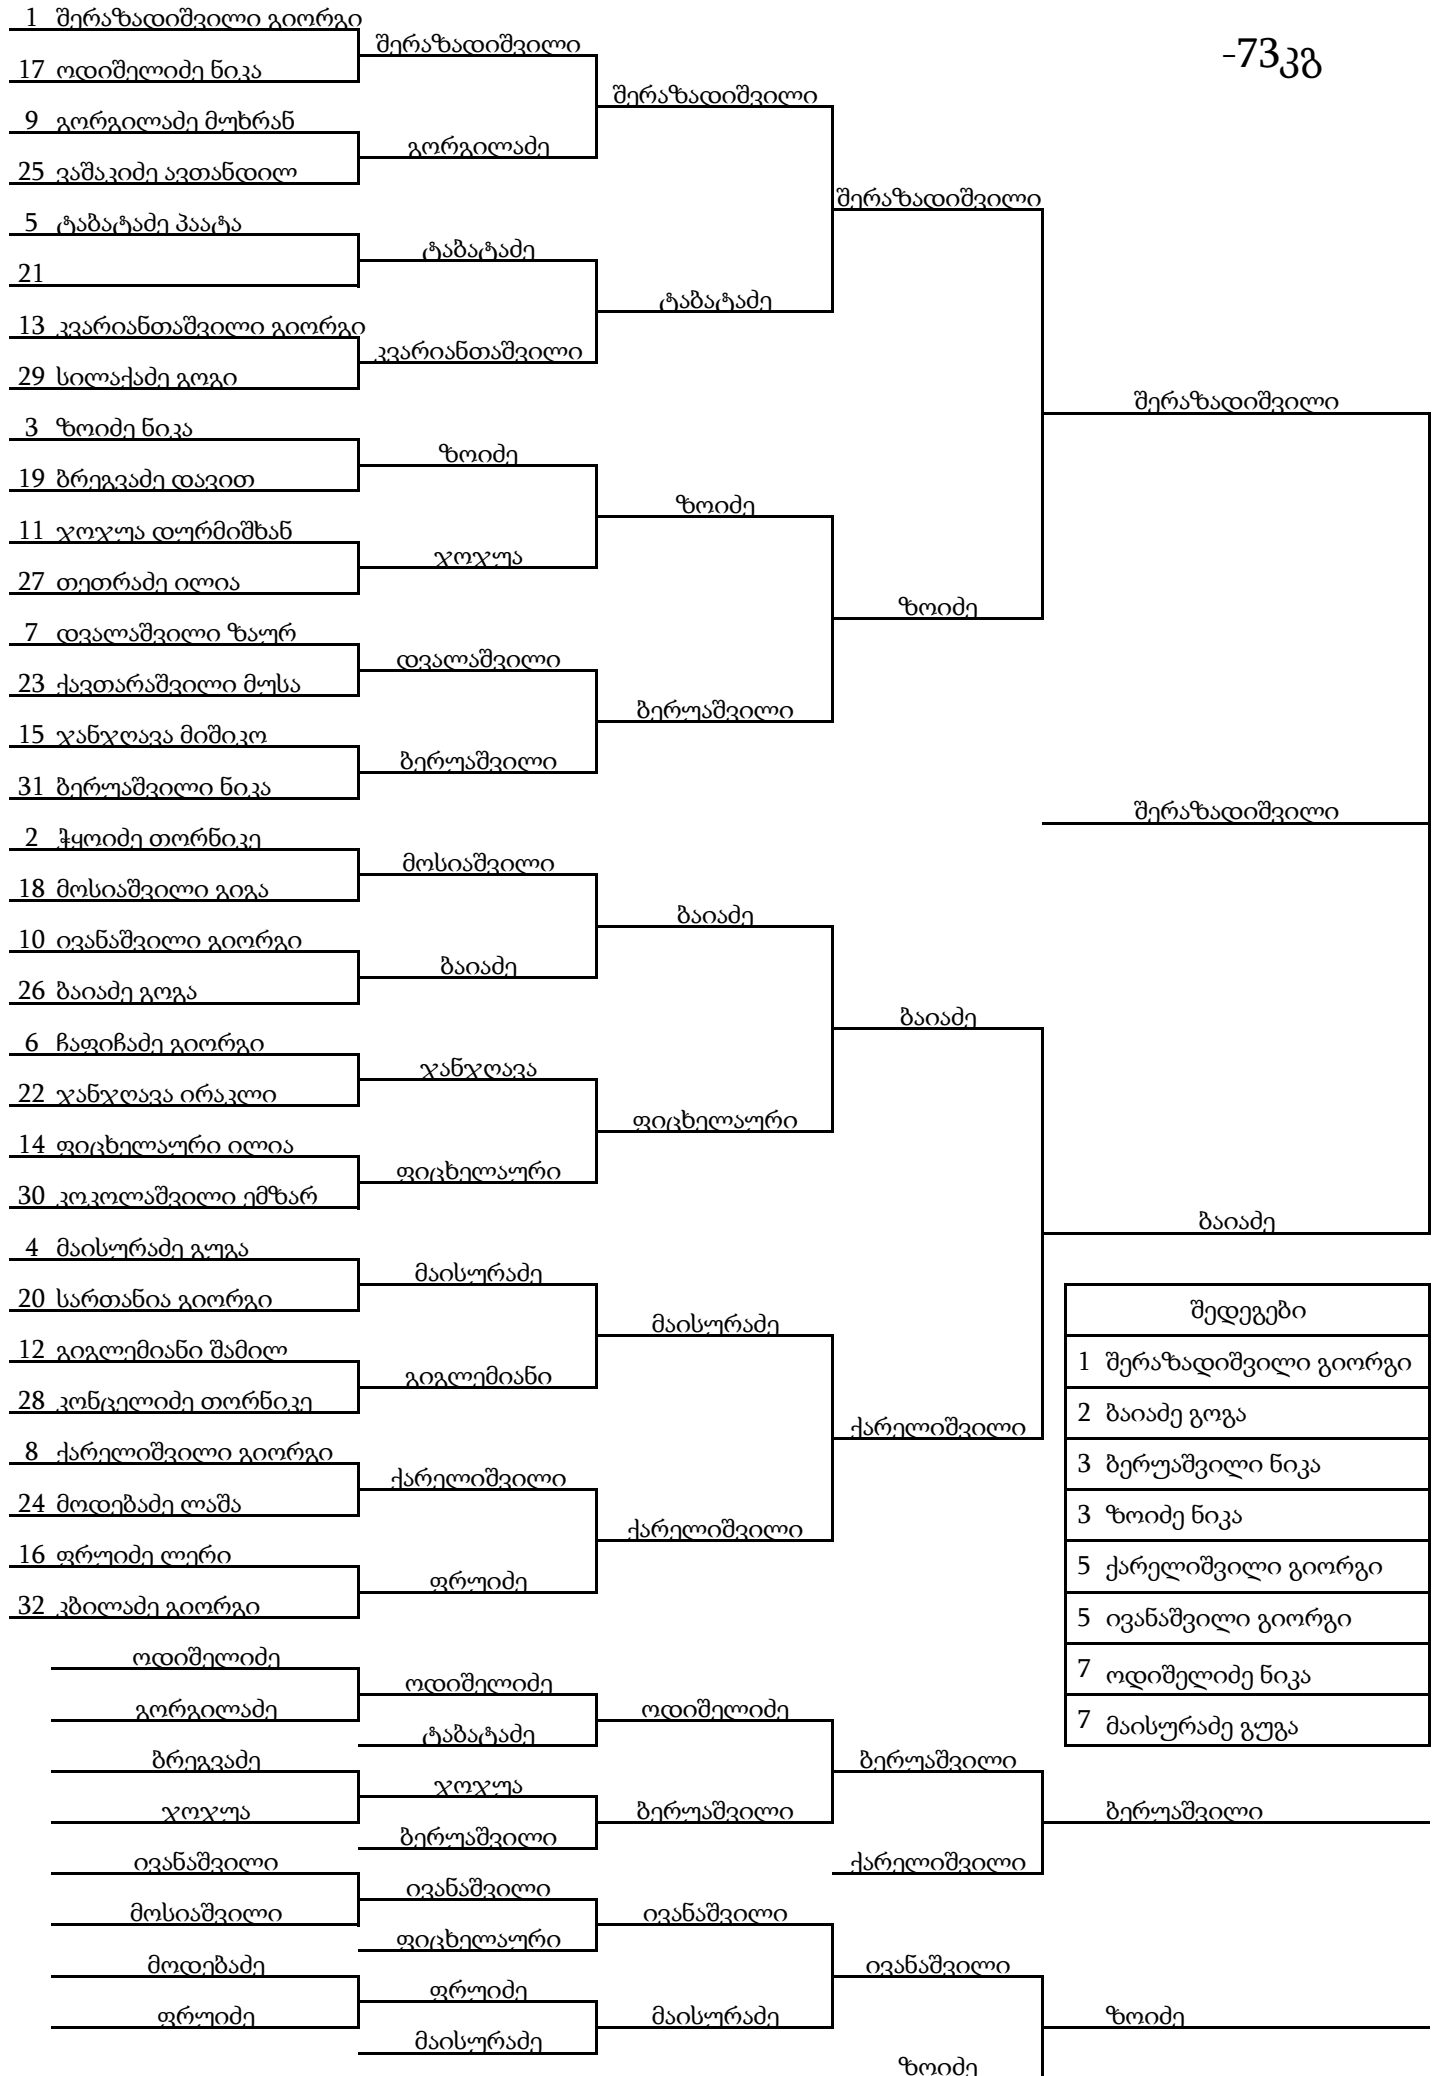 -73კგ
1 შერაზადიშვილი გიორგი
შერაზადიშვილი
17 ოდიშელიძე ნიკა
შერაზადიშვილი
9 გორგილაძე მუხრან
გორგილაძე
25 ვაშაკიძე ავთანდილ
შერაზადიშვილი
5 ტაბატაძე პაატა
ტაბატაძე
21
ტაბატაძე
13 კვარიანთაშვილი გიორგი
კვარიანთაშვილი
29 სილაქაძე გოგი
შერაზადიშვილი
3 ზოიძე ნიკა
ზოიძე
19 ბრეგვაძე დავით
ზოიძე
11 ჯოჯუა დურმიშხან
ჯოჯუა
27 თეთრაძე ილია
ზოიძე
7 დვალაშვილი ზაურ
დვალაშვილი
23 ქავთარაშვილი მუსა
ბერუაშვილი
15 ჯანჯღავა მიშიკო
ბერუაშვილი
31 ბერუაშვილი ნიკა
შერაზადიშვილი
2 ჭყოიძე თორნიკე
მოსიაშვილი
18 მოსიაშვილი გიგა
ბაიაძე
10 ივანაშვილი გიორგი
ბაიაძე
26 ბაიაძე გოგა
ბაიაძე
6 ჩაფიჩაძე გიორგი
ჯანჯღავა
22 ჯანჯღავა ირაკლი
ფიცხელაური
14 ფიცხელაური ილია
ფიცხელაური
30 კოკოლაშვილი ემზარ
ბაიაძე
4 მაისურაძე გუგა
მაისურაძე
20 სართანია გიორგი
მაისურაძე
12 გიგლემიანი შამილ
გიგლემიანი
28 კონცელიძე თორნიკე
ქარელიშვილი
8 ქარელიშვილი გიორგი
ქარელიშვილი
24 მოდებაძე ლაშა
ქარელიშვილი
16 ფრუიძე ლერი
ფრუიძე
32 კბილაძე გიორგი
შედეგები
1 შერაზადიშვილი გიორგი
2 ბაიაძე გოგა
3 ბერუაშვილი ნიკა
3 ზოიძე ნიკა
5 ქარელიშვილი გიორგი
5 ივანაშვილი გიორგი
7 ოდიშელიძე ნიკა
7 მაისურაძე გუგა
ოდიშელიძე
ოდიშელიძე
გორგილაძე
ოდიშელიძე
ტაბატაძე
ბრეგვაძე
ბერუაშვილი
ჯოჯუა
ჯოჯუა
ბერუაშვილი
ბერუაშვილი
ბერუაშვილი
ივანაშვილი
ქარელიშვილი
ივანაშვილი
მოსიაშვილი
ივანაშვილი
ფიცხელაური
მოდებაძე
ივანაშვილი
ფრუიძე
ფრუიძე
მაისურაძე
ზოიძე
მაისურაძე
ზოიძე